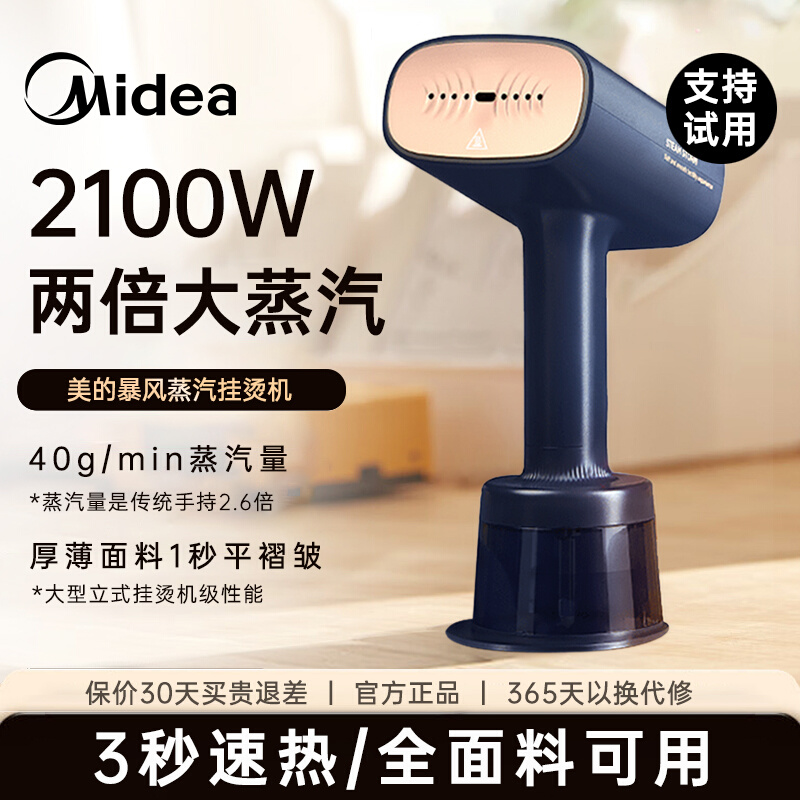 Midea
支持
试用
STEAM STORM
2100W
两倍大蒸汽
美的暴风蒸汽挂烫机
40g/min蒸汽量
*蒸汽量是传统手持2.6倍
厚薄面料1秒平褶皱
*大型立式挂烫机级性能
保价30天买贵退差 | 官方正品 | 365天以换代修
3秒速热/全面料可用